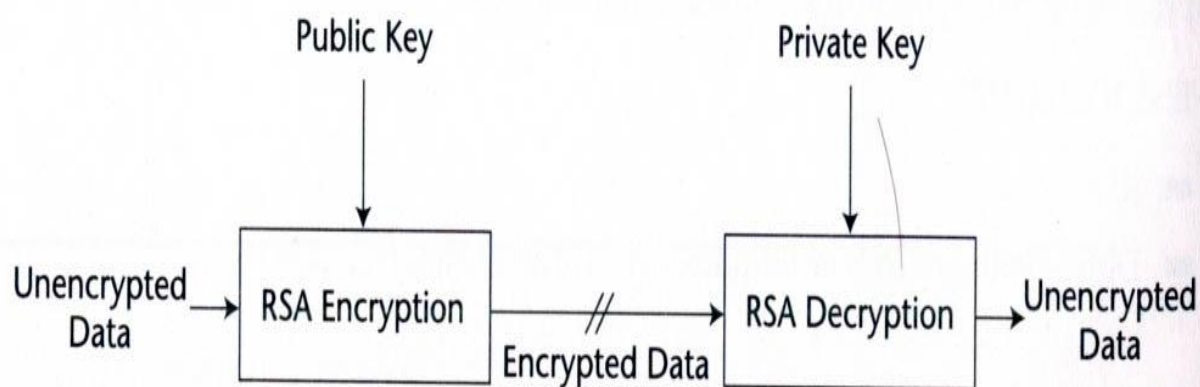 Public Key
Private Key
Unencrypted
Data
RSA Encryption
Encrypted Data
RSA Decryption
Unencrypted
Data